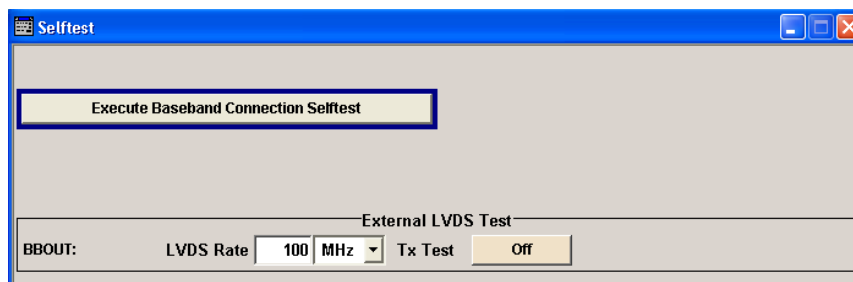 Selftest
Execute Baseband Connection Selftest
External LVDS Test
BBOUT: LVDS Rate 100 MHz Tx Test Off